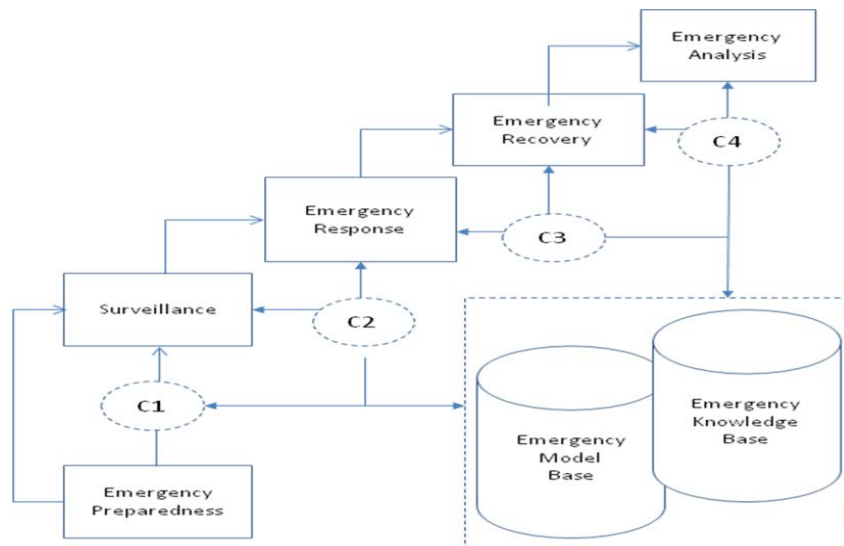 Emergency
Analysis
Emergency
Recovery
C4
Emergency
Response
C3
Surveillance
C2
C1
Emergency
Knowledge
Base
Emergency
Model
Base
Emergency
Preparedness